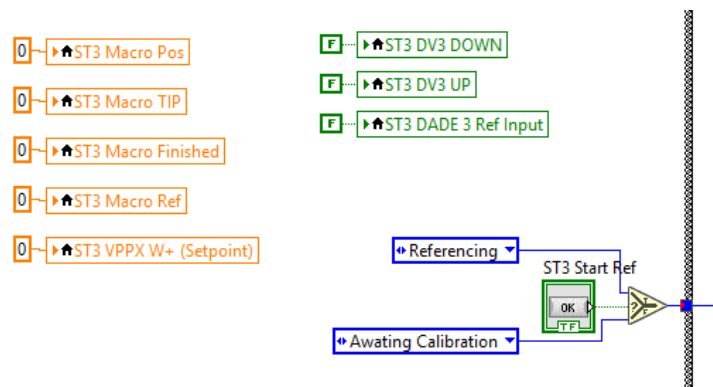 0 ST3 Macro Pos
0 ST3 Macro TIP
0 ST3 Macro Finished
0 ST3 Macro Ref
0 ST3 VPPX W+ (Setpoint)
F ST3 DV3 DOWN
F ST3 DV3 UP
F ST3 DADE 3 Ref Input
Referencing
ST3 Start Ref
OK
TF
? T F
Awating Calibration